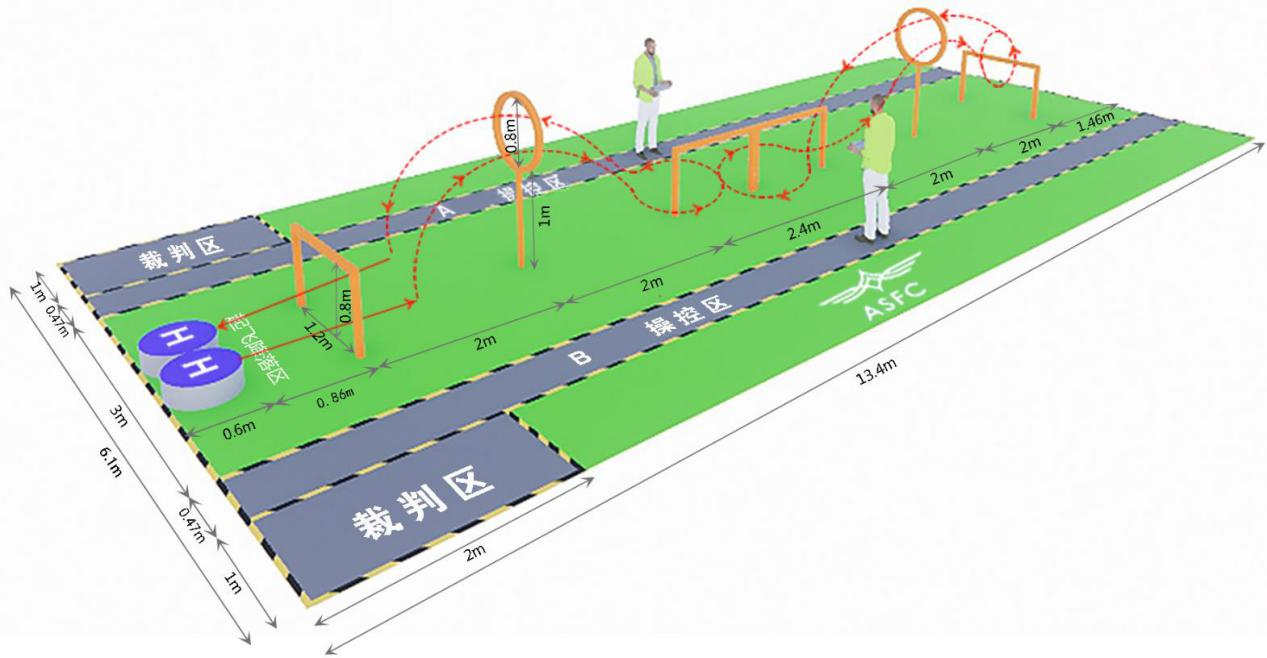 0.8m
1m
A 操控区
裁判区
0.8m
1.2m
H
H
起飞降落区
1.46m
2m
2m
2.4m
2m
2m
0.86m
0.6m
B 操控区
ASFC
裁判区
1m
0.47m
3m
6.1m
0.47m
1m
2m
13.4m